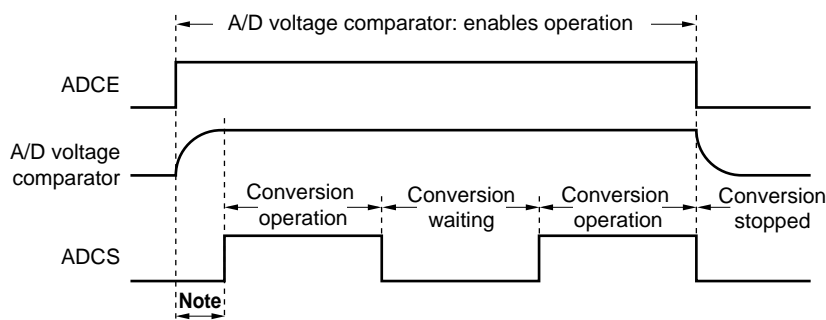 A/D voltage comparator: enables operation
ADCE
A/D voltage
comparator
Conversion
operation
Conversion
waiting
Conversion
operation
Conversion
stopped
ADCS
Note